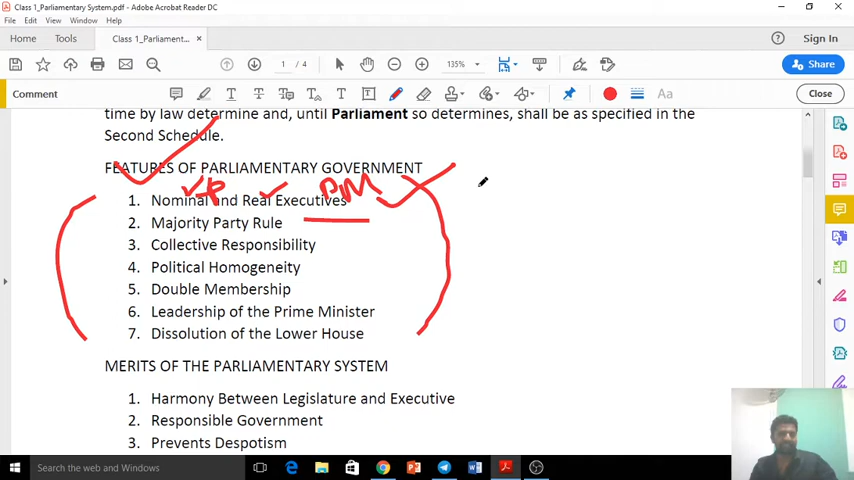 Class 1_Parliamentary System.pdf - Adobe Acrobat Reader DC
File Edit View Window Help
Home Tools Class 1_Parliament... × Sign In
1 / 4 135% Share
Comment Aa Close
time by law determine and, until Parliament so determines, shall be as specified in the
Second Schedule.
FEATURES OF PARLIAMENTARY GOVERNMENT
PM
1. Nominal and Real Executives
2. Majority Party Rule
3. Collective Responsibility
4. Political Homogeneity
5. Double Membership
6. Leadership of the Prime Minister
7. Dissolution of the Lower House
MERITS OF THE PARLIAMENTARY SYSTEM
1. Harmony Between Legislature and Executive
2. Responsible Government
3. Prevents Despotism
Search the web and Windows